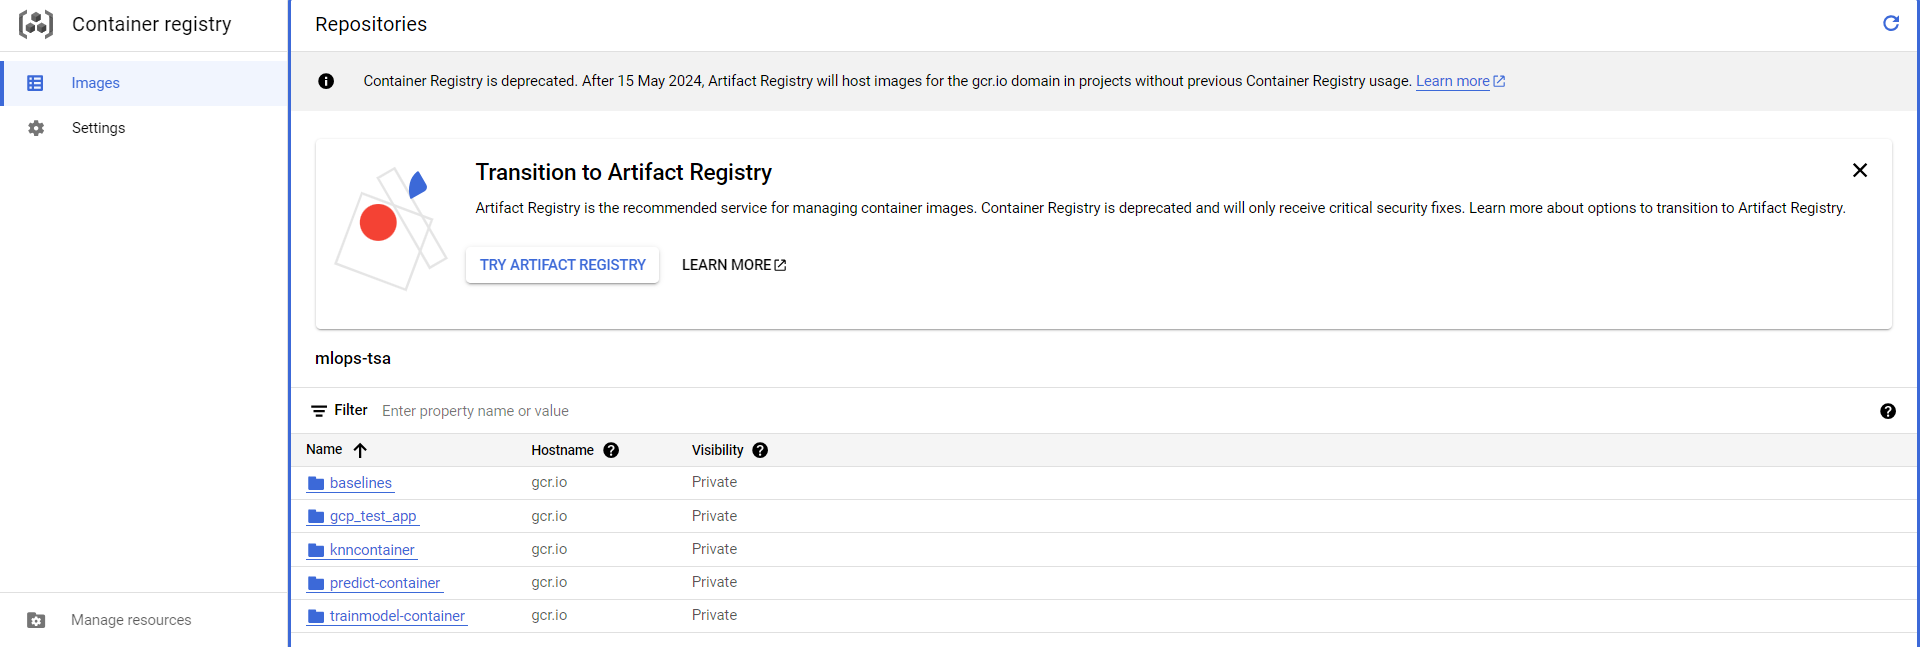 Container registry
Images
Settings
Manage resources
Repositories
Container Registry is deprecated. After 15 May 2024, Artifact Registry will host images for the gcr.io domain in projects without previous Container Registry usage. Learn more
Transition to Artifact Registry
Artifact Registry is the recommended service for managing container images. Container Registry is deprecated and will only receive critical security fixes. Learn more about options to transition to Artifact Registry.
TRY ARTIFACT REGISTRY LEARN MORE
mlops-tsa
Filter Enter property name or value
Name Hostname Visibility
baselines gcr.io Private
gcp_test_app gcr.io Private
knncontainer gcr.io Private
predict-container gcr.io Private
trainmodel-container gcr.io Private